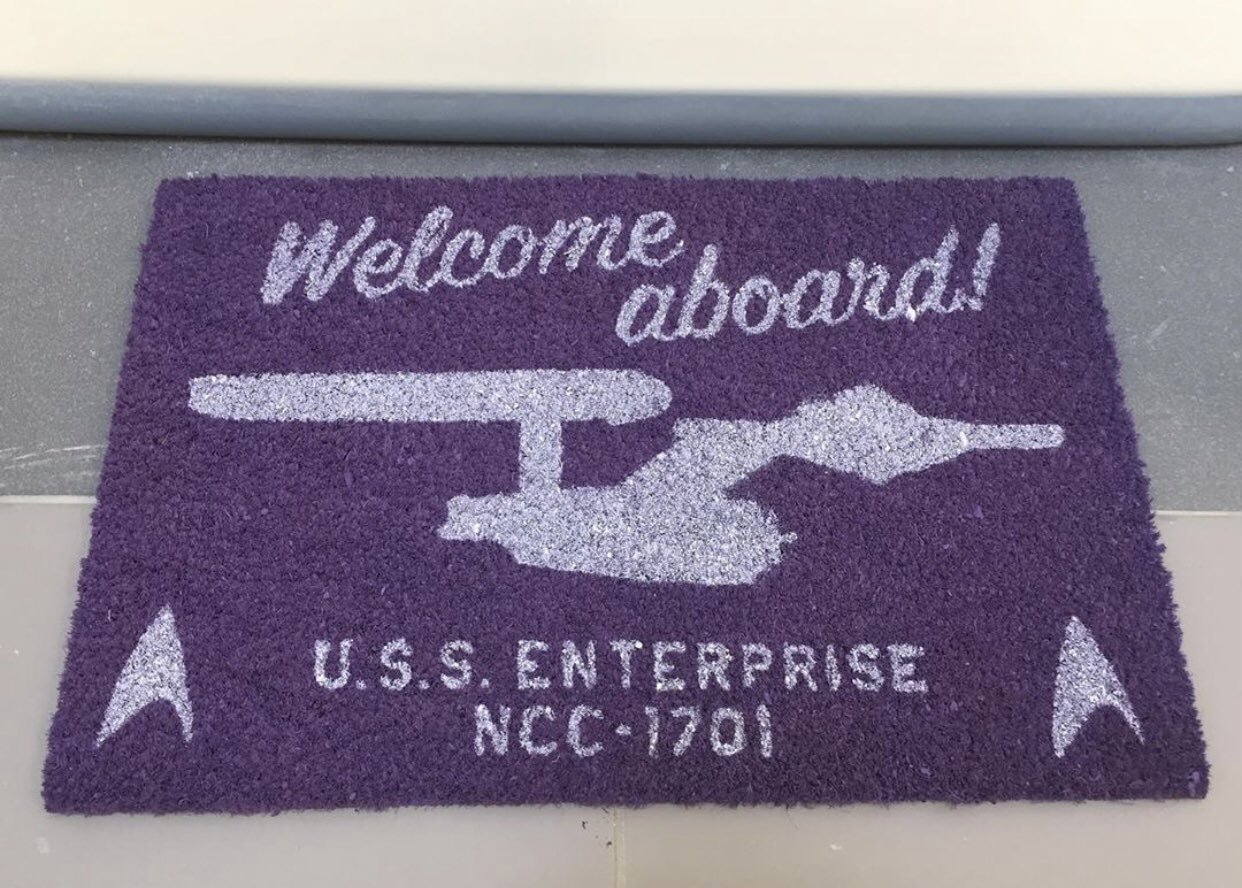 Welcome
aboard!
U.S.S. ENTERPRISE
NCC-1701